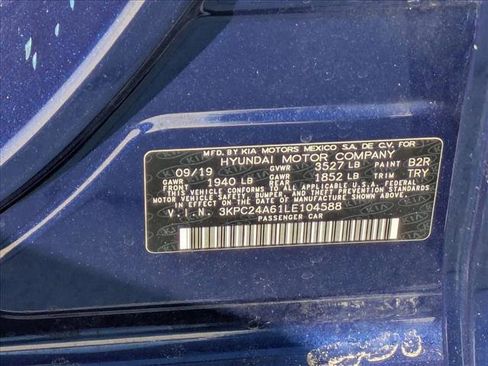 MFD. BY KIA MOTORS MEXICO S.A. DE C.V. FOR
HYUNDAI MOTOR COMPANY
09/19 GVWR 3527 LB PAINT B2R
GAWR FRONT 1940 LB GAWR 1852 LB TRIM TRY
THIS VEHICLE CONFORMS TO ALL APPLICABLE U.S.A. FEDERAL
MOTOR VEHICLE SAFETY, BUMPER, AND THEFT PREVENTION
STANDARDS IN EFFECT ON THE DATE OF MANUFACTURE SHOWN ABOVE.
V.I.N. 3KPC24A61LE104588
PASSENGER CAR